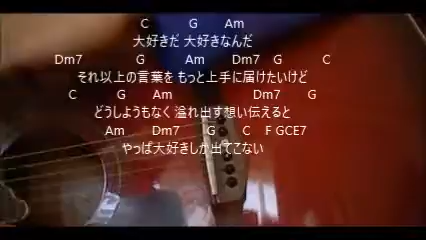 C G Am
大好きだ 大好きなんだ
Dm7 G Am Dm7 G C
それ以上の言葉を もっと上手に届けたいけど
C G Am Dm7 G
どうしようもなく 溢れ出す想い伝えると
Am Dm7 G C F GCE7
やっぱ大好きしか出てこない